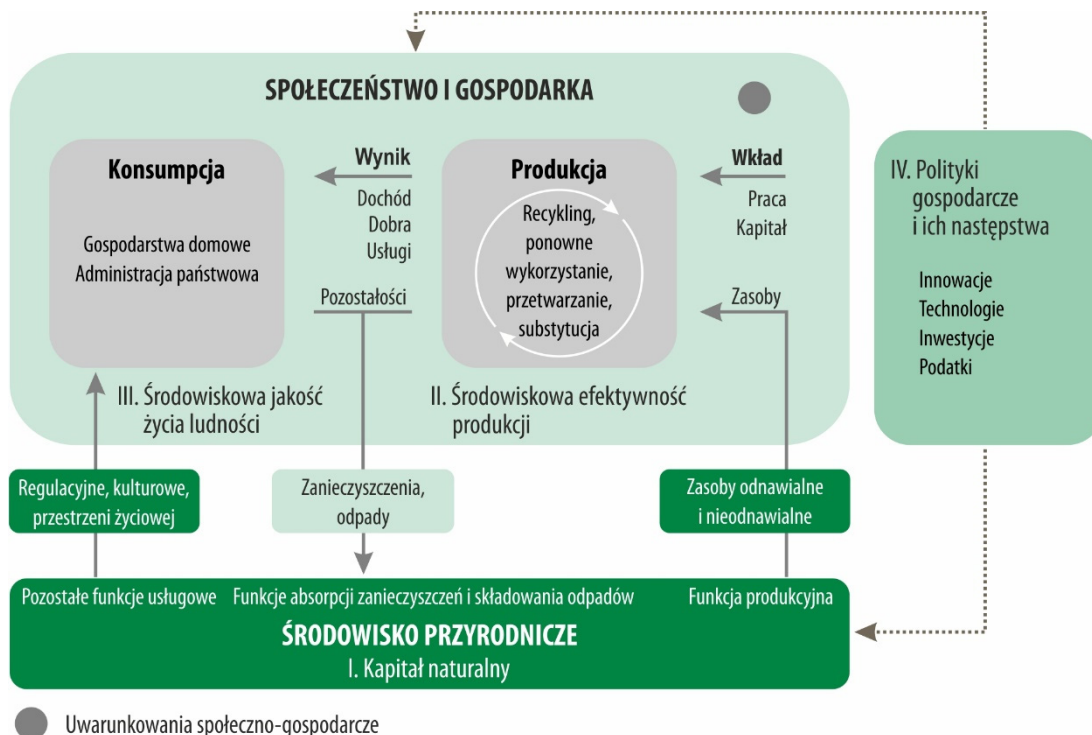 SPOŁECZEŃSTWO I GOSPODARKA
Konsumpcja
Gospodarstwa domowe
Administracja państwowa
Wynik
Dochód
Dobra
Usługi
Pozostałości
Produkcja
Recykling,
ponowne
wykorzystanie,
przetwarzanie,
substytucja
Wkład
Praca
Kapitał
Zasoby
III. Środowiskowa jakość
życia ludności
II. Środowiskowa efektywność
produkcji
IV. Polityki
gospodarcze
i ich następstwa
Innowacje
Technologie
Inwestycje
Podatki
Regulacyjne, kulturowe,
przestrzeni życiowej
Zanieczyszczenia,
odpady
Zasoby odnawialne
i nieodnawialne
Pozostałe funkcje usługowe
Funkcje absorpcji zanieczyszczeń i składowania odpadów
Funkcja produkcyjna
ŚRODOWISKO PRZYRODNICZE
I. Kapitał naturalny
Uwarunkowania społeczno-gospodarcze